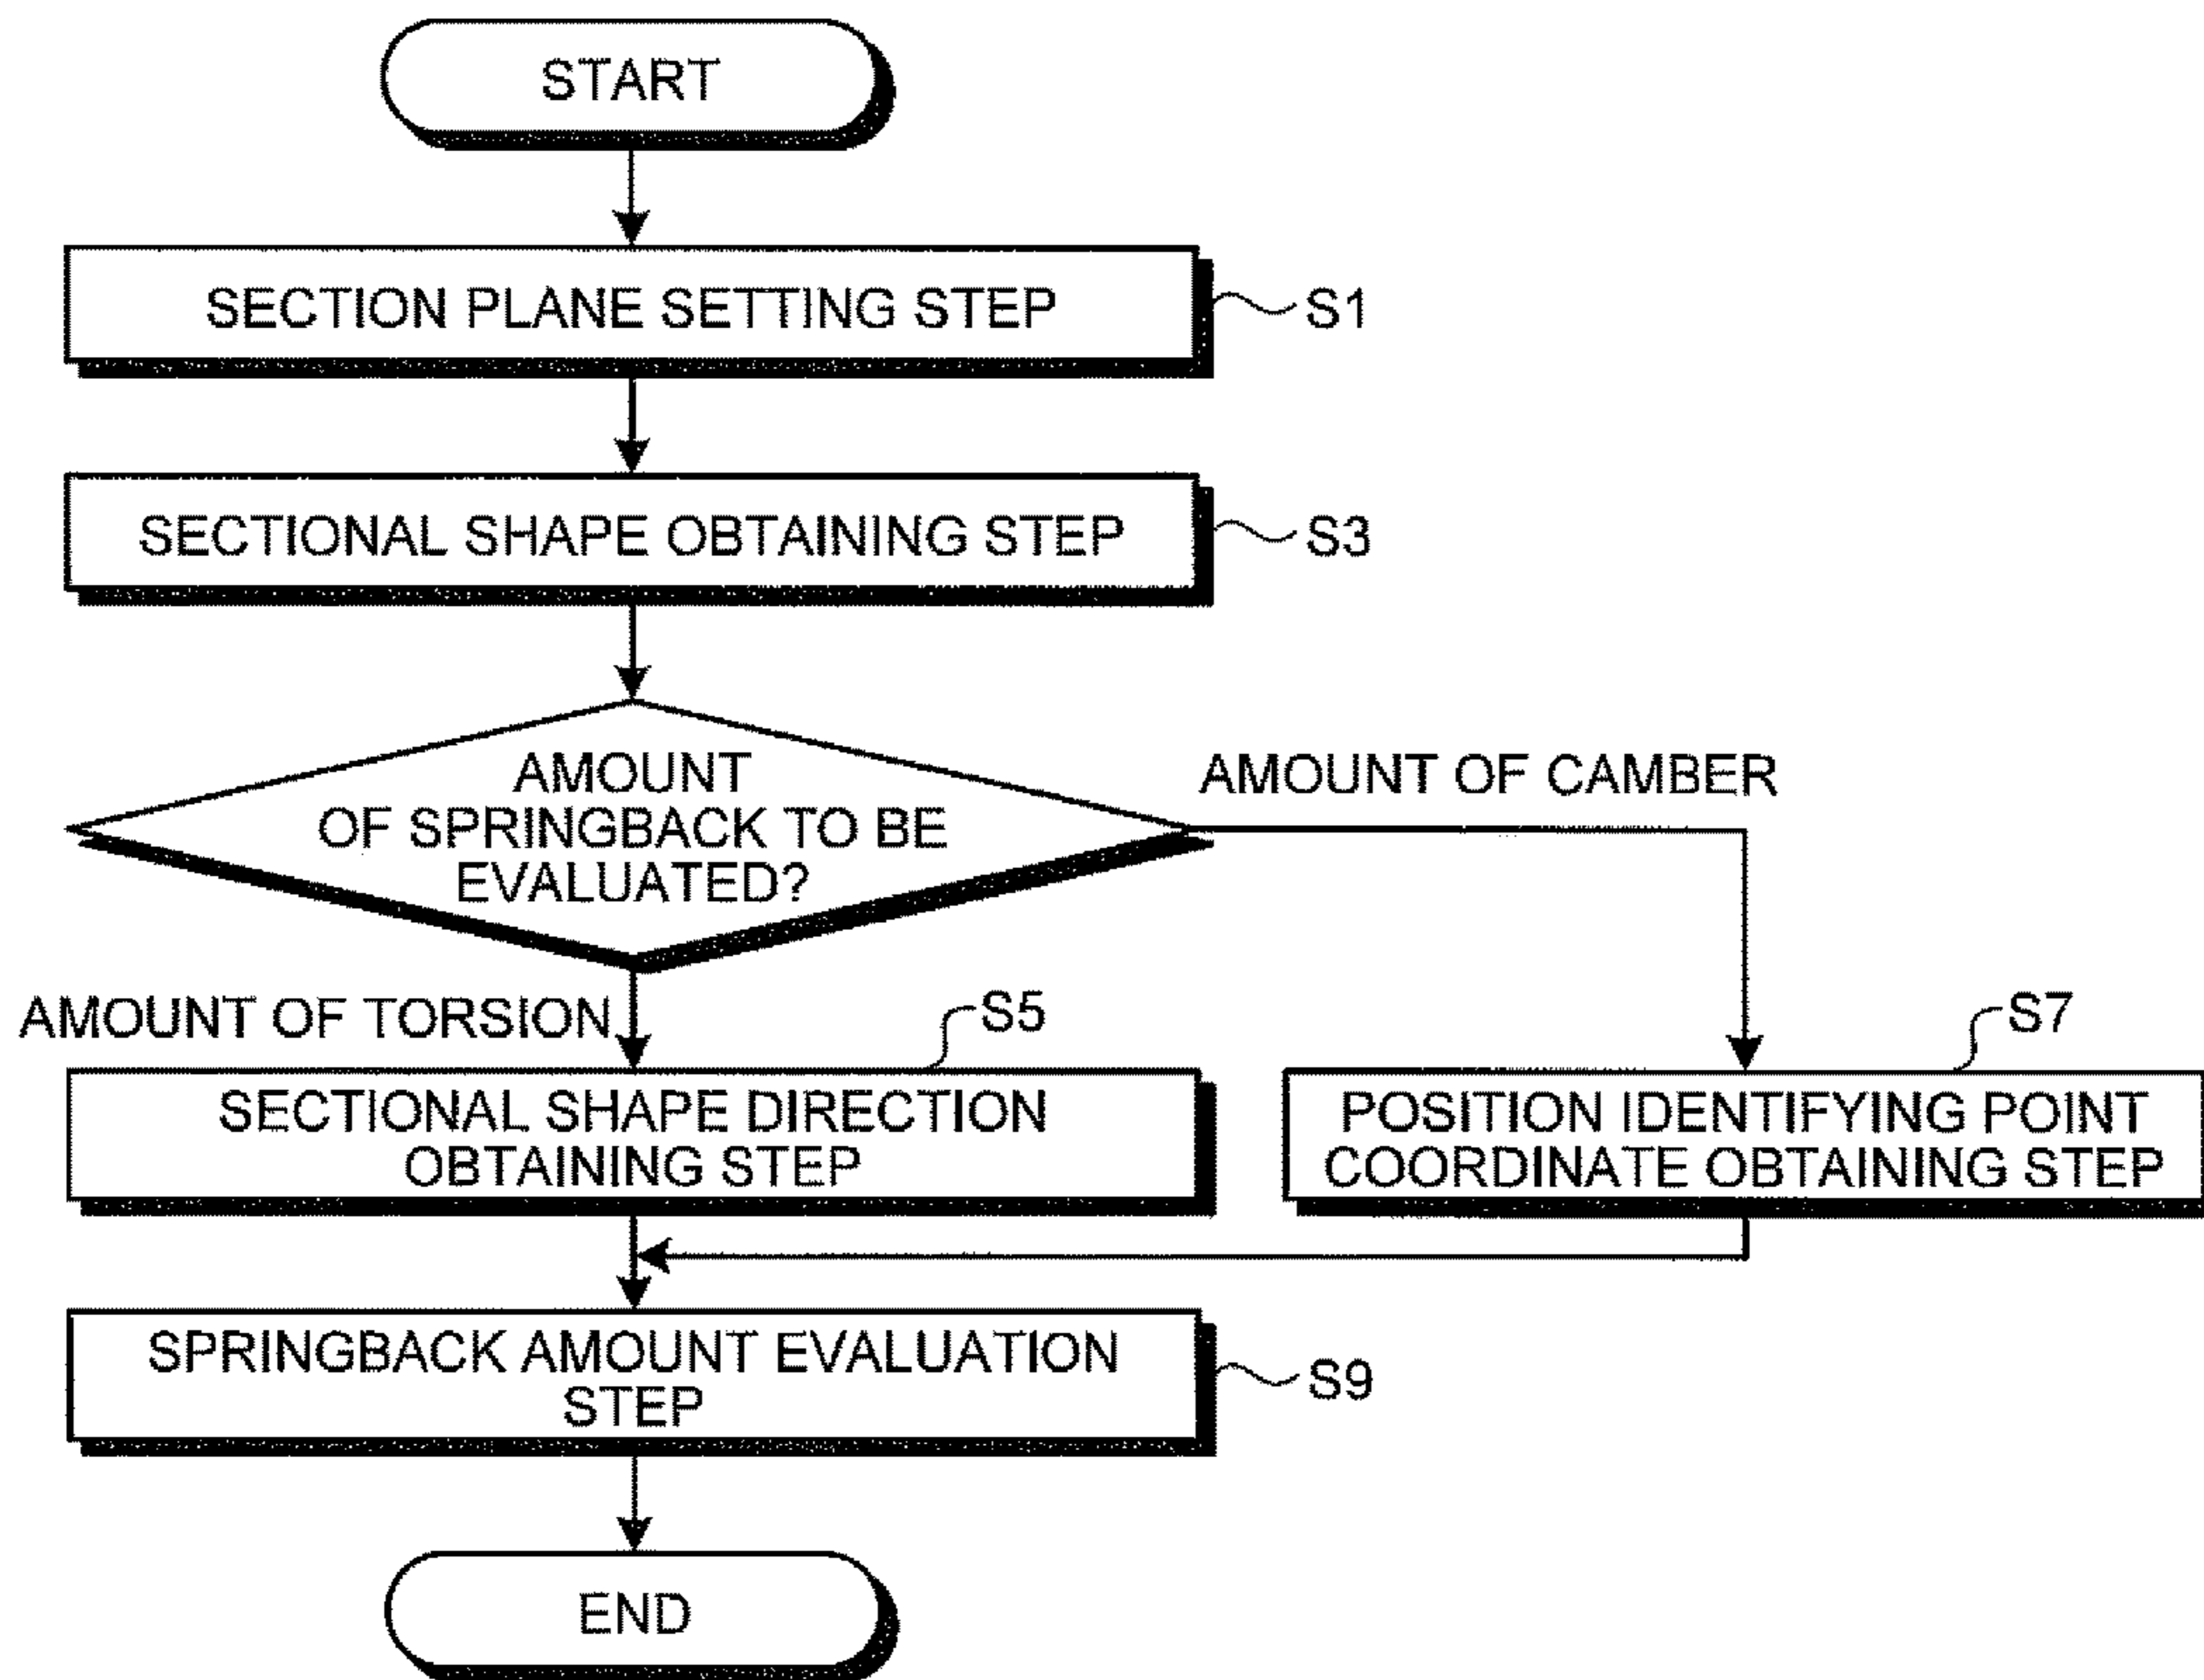 START
SECTION PLANE SETTING STEP
S1
SECTIONAL SHAPE OBTAINING STEP
S3
AMOUNT
OF SPRINGBACK TO BE
EVALUATED?
AMOUNT OF CAMBER
AMOUNT OF TORSION
S5
SECTIONAL SHAPE DIRECTION
OBTAINING STEP
S7
POSITION IDENTIFYING POINT
COORDINATE OBTAINING STEP
SPRINGBACK AMOUNT EVALUATION
STEP
S9
END